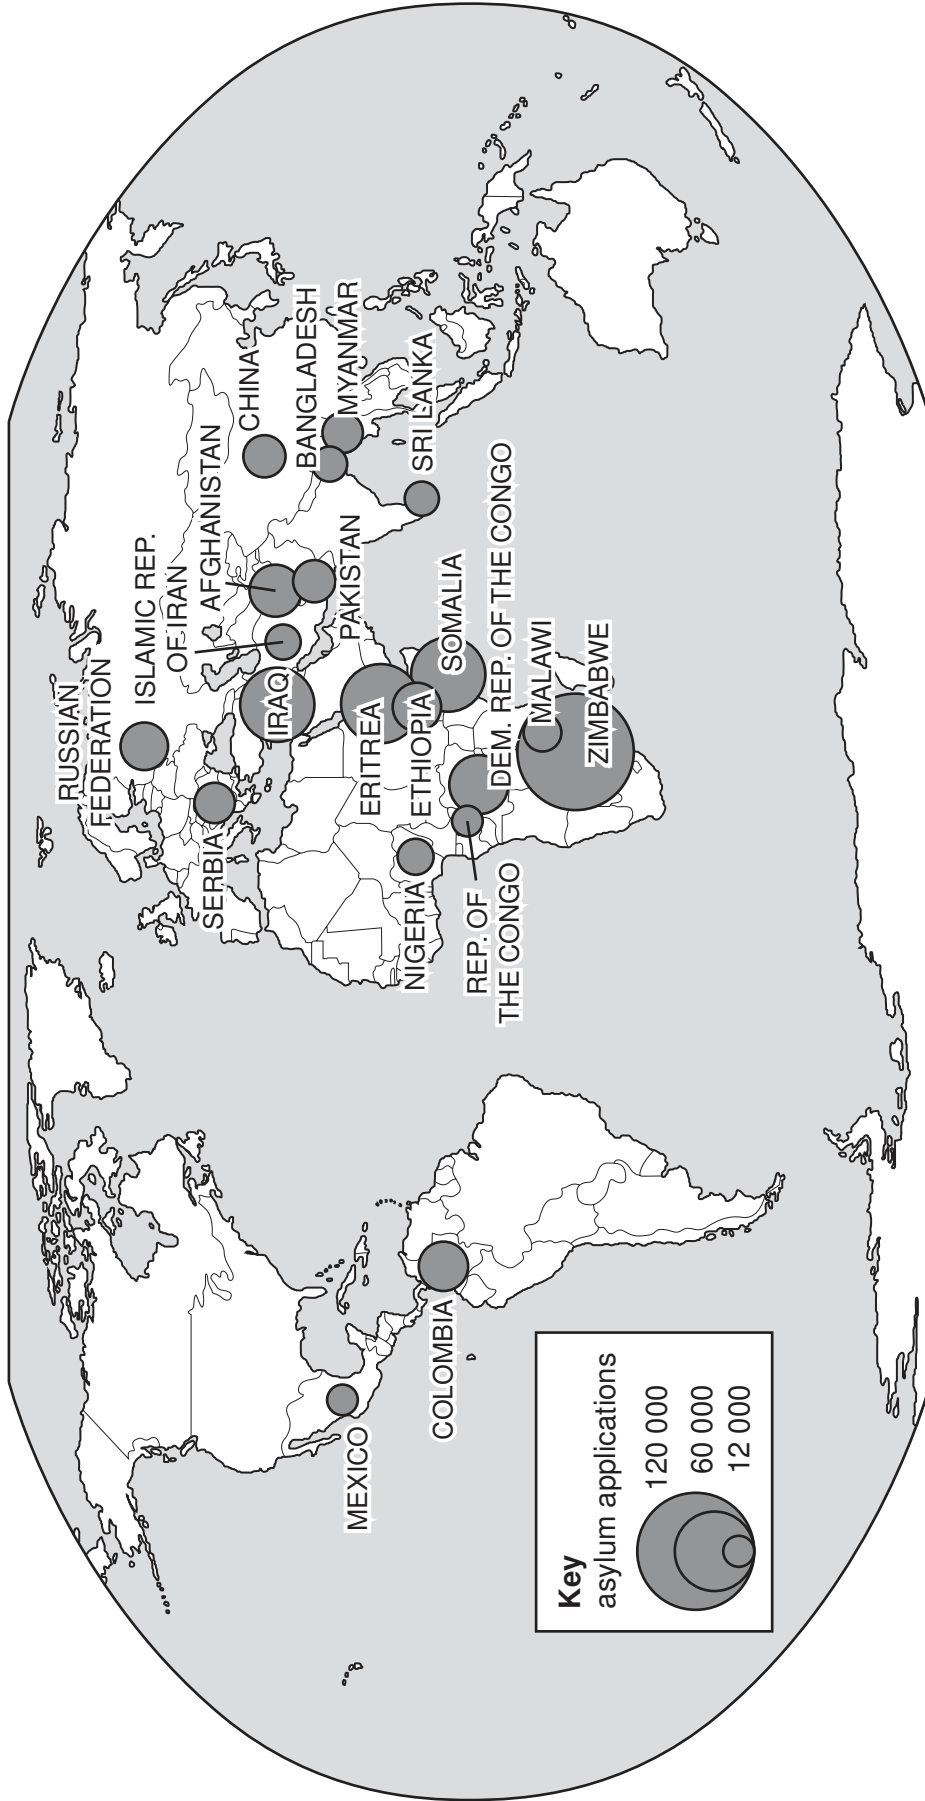 RUSSIAN
FEDERATION
ISLAMIC REP.
OF IRAN
AFGHANISTAN
CHINA
BANGLADESH
MYANMAR
SRI LANKA
PAKISTAN
SERBIA
IRAQ
ERITREA
ETHIOPIA
SOMALIA
NIGERIA
REP. OF
THE CONGO
DEM. REP. OF THE CONGO
MALAWI
ZIMBABWE
MEXICO
COLOMBIA
Key
asylum applications
120 000
60 000
12 000